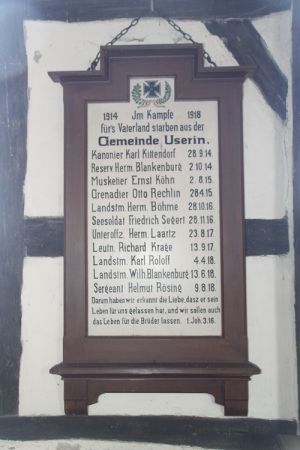 1914 Jm Kampfe 1918
für's Vaterland starben aus der
Gemeinde Userin.
Kanonier Karl Kittendorf 28.9.14
Reserv. Herm. Blankenburg 2.10.14
Musketier Ernst Köhn 2.8.15
Grenadier Otto Rechlin 28.4.15
Landstm. Herm. Böhme 28.10.16
Seesoldat Friedrich Segert 28.11.16
Unteroffz. Herm. Laartz 23.8.17
Leutn. Richard Krage 13.9.17
Landstm. Karl Roloff 4.4.18
Landstm. Wilh. Blankenburg 13.6.18
Sergeant Helmut Rösing 9.8.18
Darum haben wir erkannt die Liebe, dasz er sein
Leben für uns gelassen hat, und wir sollen auch
das Leben für die Brüder lassen. 1.Joh.3.16.